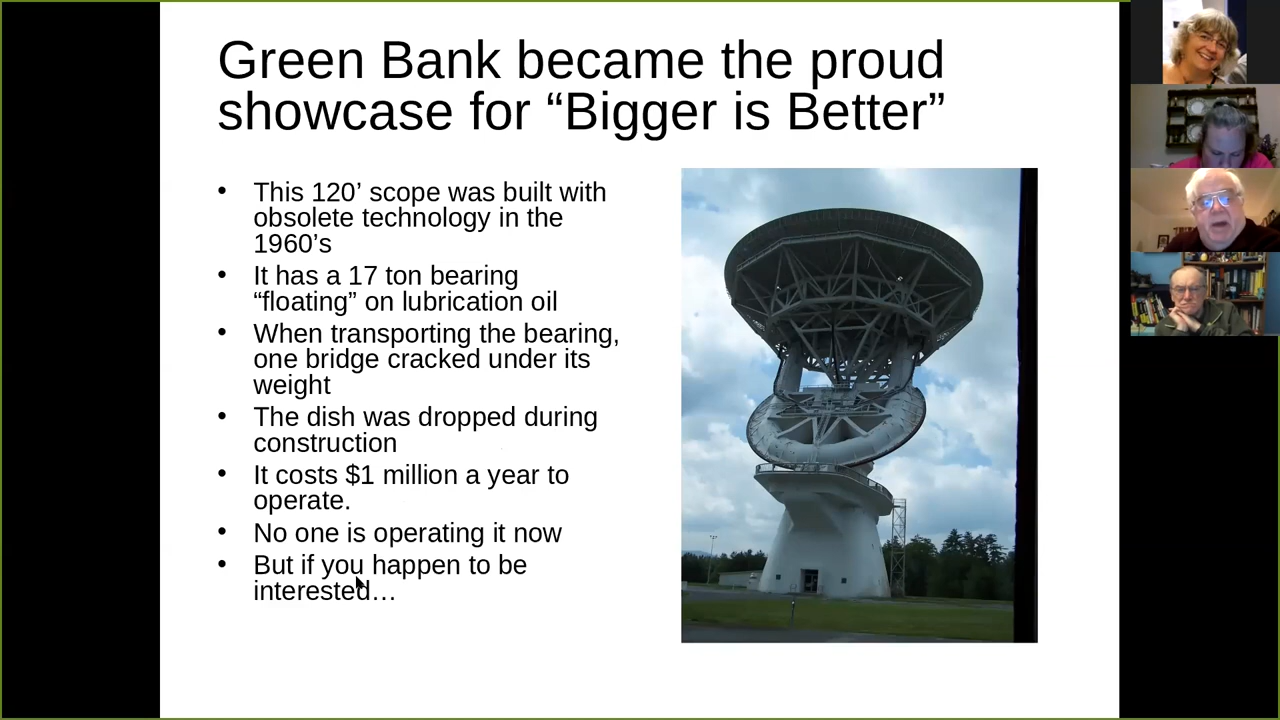 Green Bank became the proud
showcase for “Bigger is Better”
• This 120’ scope was built with
obsolete technology in the
1960’s
• It has a 17 ton bearing
“floating” on lubrication oil
• When transporting the bearing,
one bridge cracked under its
weight
• The dish was dropped during
construction
• It costs $1 million a year to
operate.
• No one is operating it now
• But if you happen to be
interested…